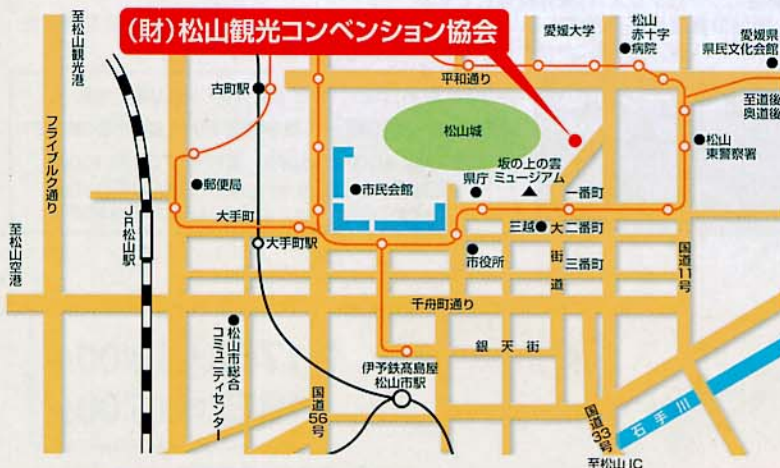 (財)松山観光コンベンション協会
至松山観光港
愛媛大学
松山
赤十字
病院
愛媛県
県民文化会館
平和通り
古町駅
至道後
奥道後
フライブルク通り
松山城
松山
東警察署
坂の上の雲
ミュージアム
県庁
郵便局
市民会館
一番町
大手町
三越
大街道
二番町
JR松山駅
至松山空港
大手町駅
市役所
三番町
国道11号
千舟町通り
松山市総合
コミュニティセンター
銀天街
伊予鉄髙島屋
松山市駅
国道
56号
国道
33号
石手川
至松山IC